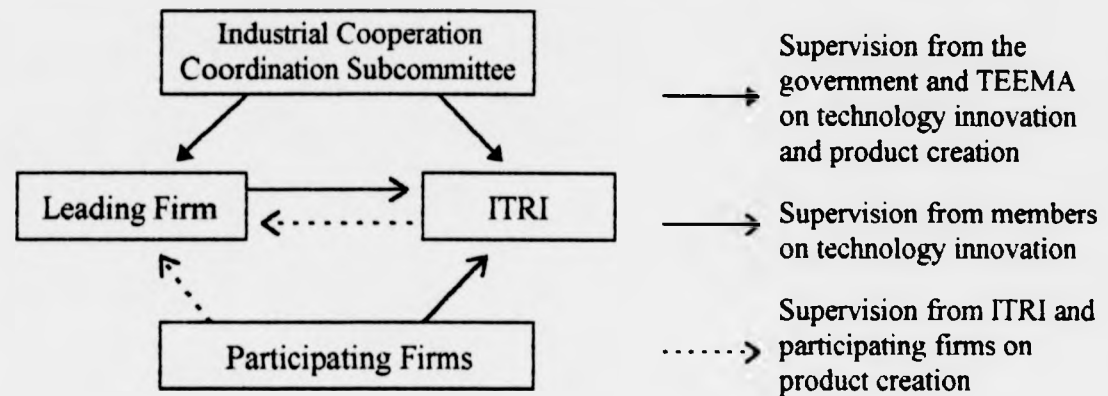 Industrial Cooperation
Coordination Subcommittee
Leading Firm
ITRI
Participating Firms
Supervision from the
government and TEEMA
on technology innovation
and product creation
Supervision from members
on technology innovation
Supervision from ITRI and
participating firms on
product creation